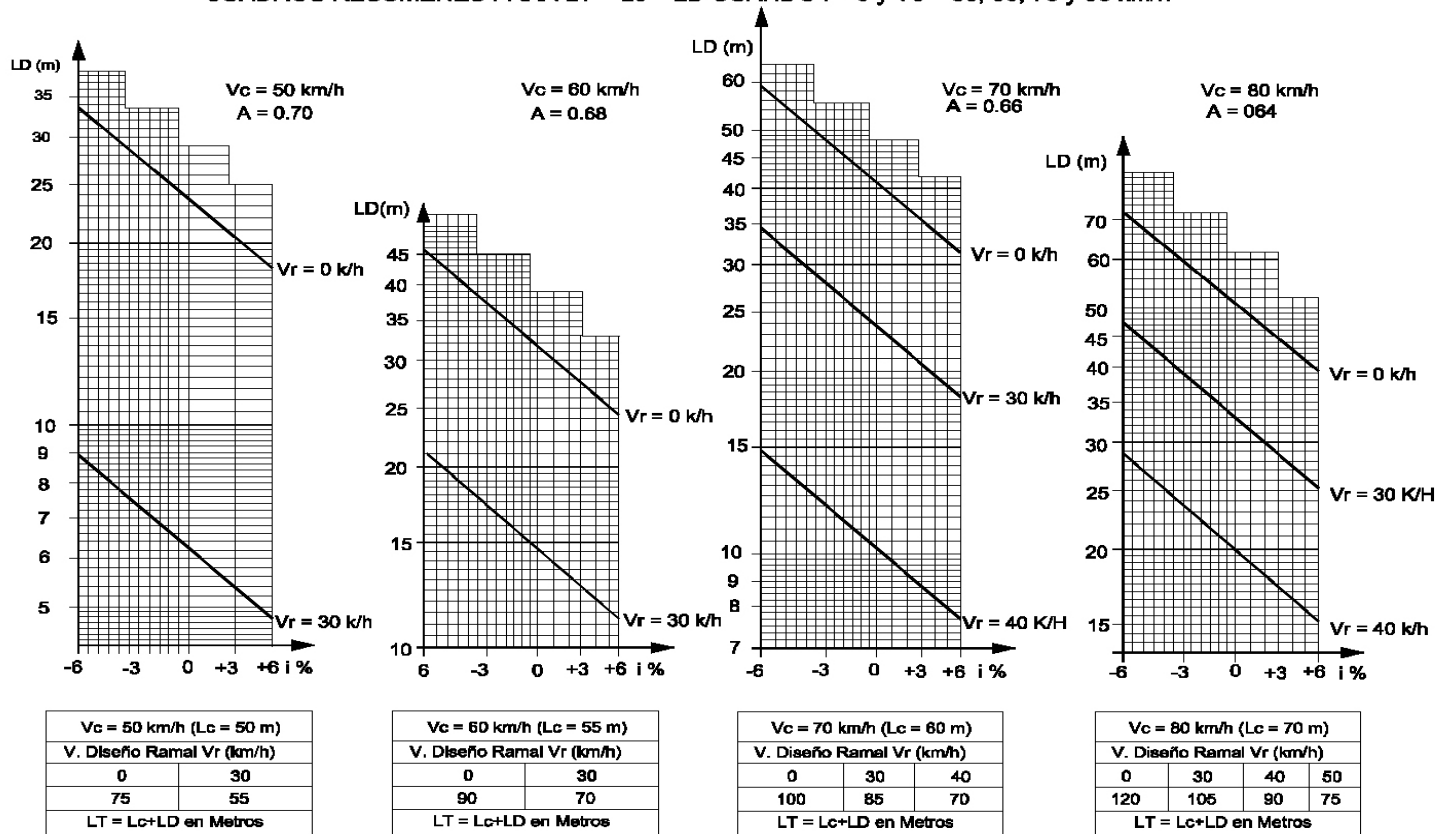 LD (m)
Vc = 50 km/h
A = 0.70
35
30
25
20
15
10
9
8
7
6
5
Vr = 0 k/h
Vr = 30 k/h
-6 -3 0 +3 +6 i %
LD(m)
Vc = 60 km/h
A = 0.68
45
40
35
30
25
20
15
10
Vr = 0 k/h
Vr = 30 k/h
6 -3 0 +3 +6 i %
LD (m)
Vc = 70 km/h
A = 0.66
60
50
45
40
35
30
25
20
15
10
9
8
7
Vr = 0 k/h
Vr = 30 k/h
Vr = 40 K/H
-6 -3 0 +3 +6 i %
LD (m)
Vc = 80 km/h
A = 064
70
60
50
45
40
35
30
25
20
15
Vr = 0 k/h
Vr = 30 K/H
Vr = 40 k/h
-6 -3 0 +3 +6 i %
Vc = 50 km/h (Lc = 50 m)
V. Diseño Ramal Vr (km/h)
0 30
75 55
LT = Lc+LD en Metros
Vc = 60 km/h (Lc = 55 m)
V. Diseño Ramal Vr (km/h)
0 30
90 70
LT = Lc+LD en Metros
Vc = 70 km/h (Lc = 60 m)
V. Diseño Ramal Vr (km/h)
0 30 40
100 85 70
LT = Lc+LD en Metros
Vc = 80 km/h (Lc = 70 m)
V. Diseño Ramal Vr (km/h)
0 30 40 50
120 105 90 75
LT = Lc+LD en Metros